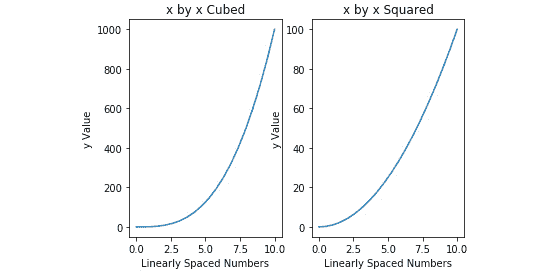 x by x Cubed
1000
800
600
400
200
0
y Value
0.0 2.5 5.0 7.5 10.0
Linearly Spaced Numbers
x by x Squared
100
80
60
40
20
0
y Value
0.0 2.5 5.0 7.5 10.0
Linearly Spaced Numbers